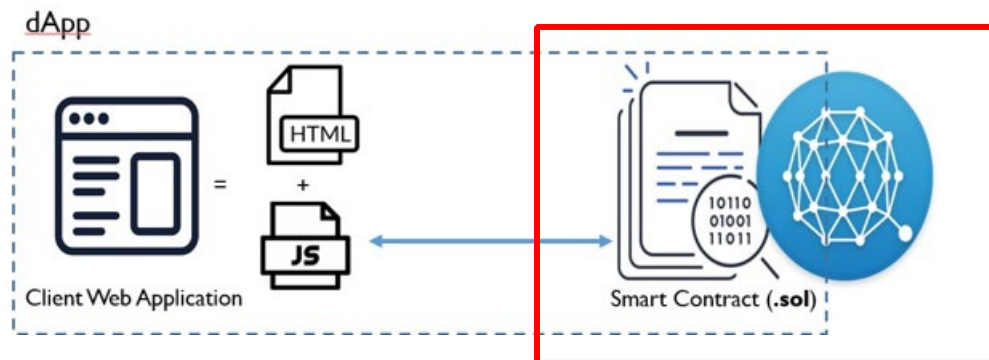 dApp
HTML
=
+
JS
10110
01001
11011
Client Web Application
Smart Contract (.sol)